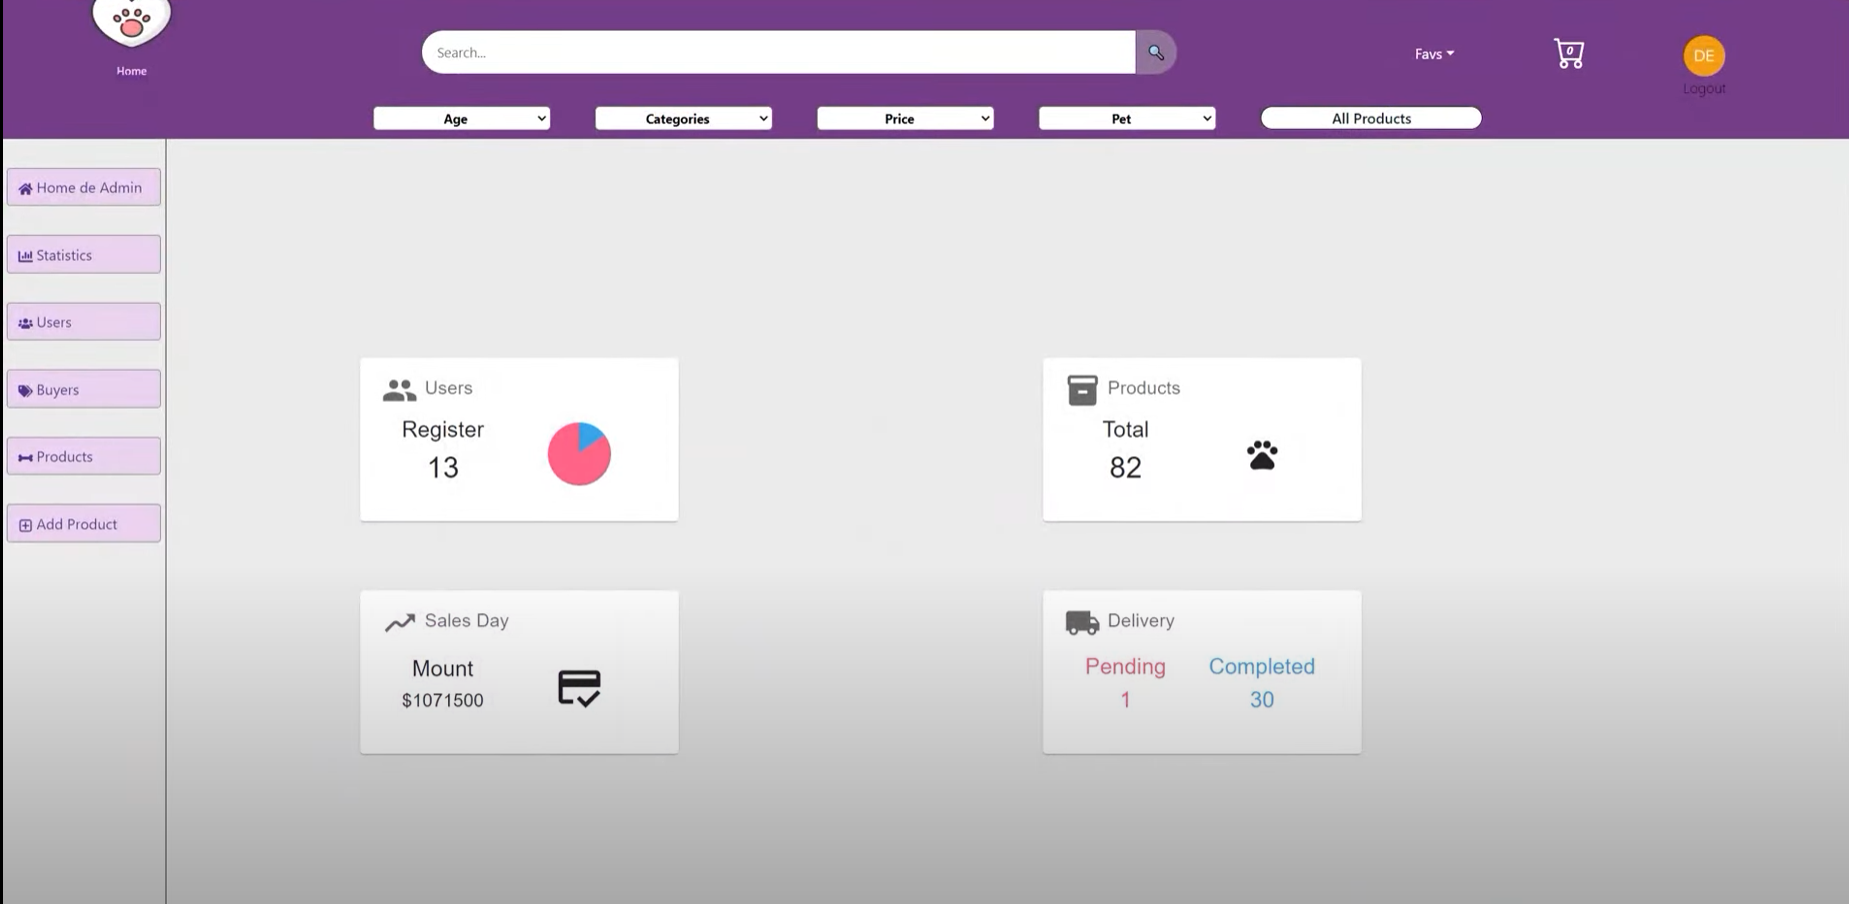 Home
Search...
Favs
0
DE
Logout
Age
Categories
Price
Pet
All Products
Home de Admin
Statistics
Users
Buyers
Products
Add Product
Users
Register
13
Products
Total
82
Sales Day
Mount
$1071500
Delivery
Pending Completed
1 30